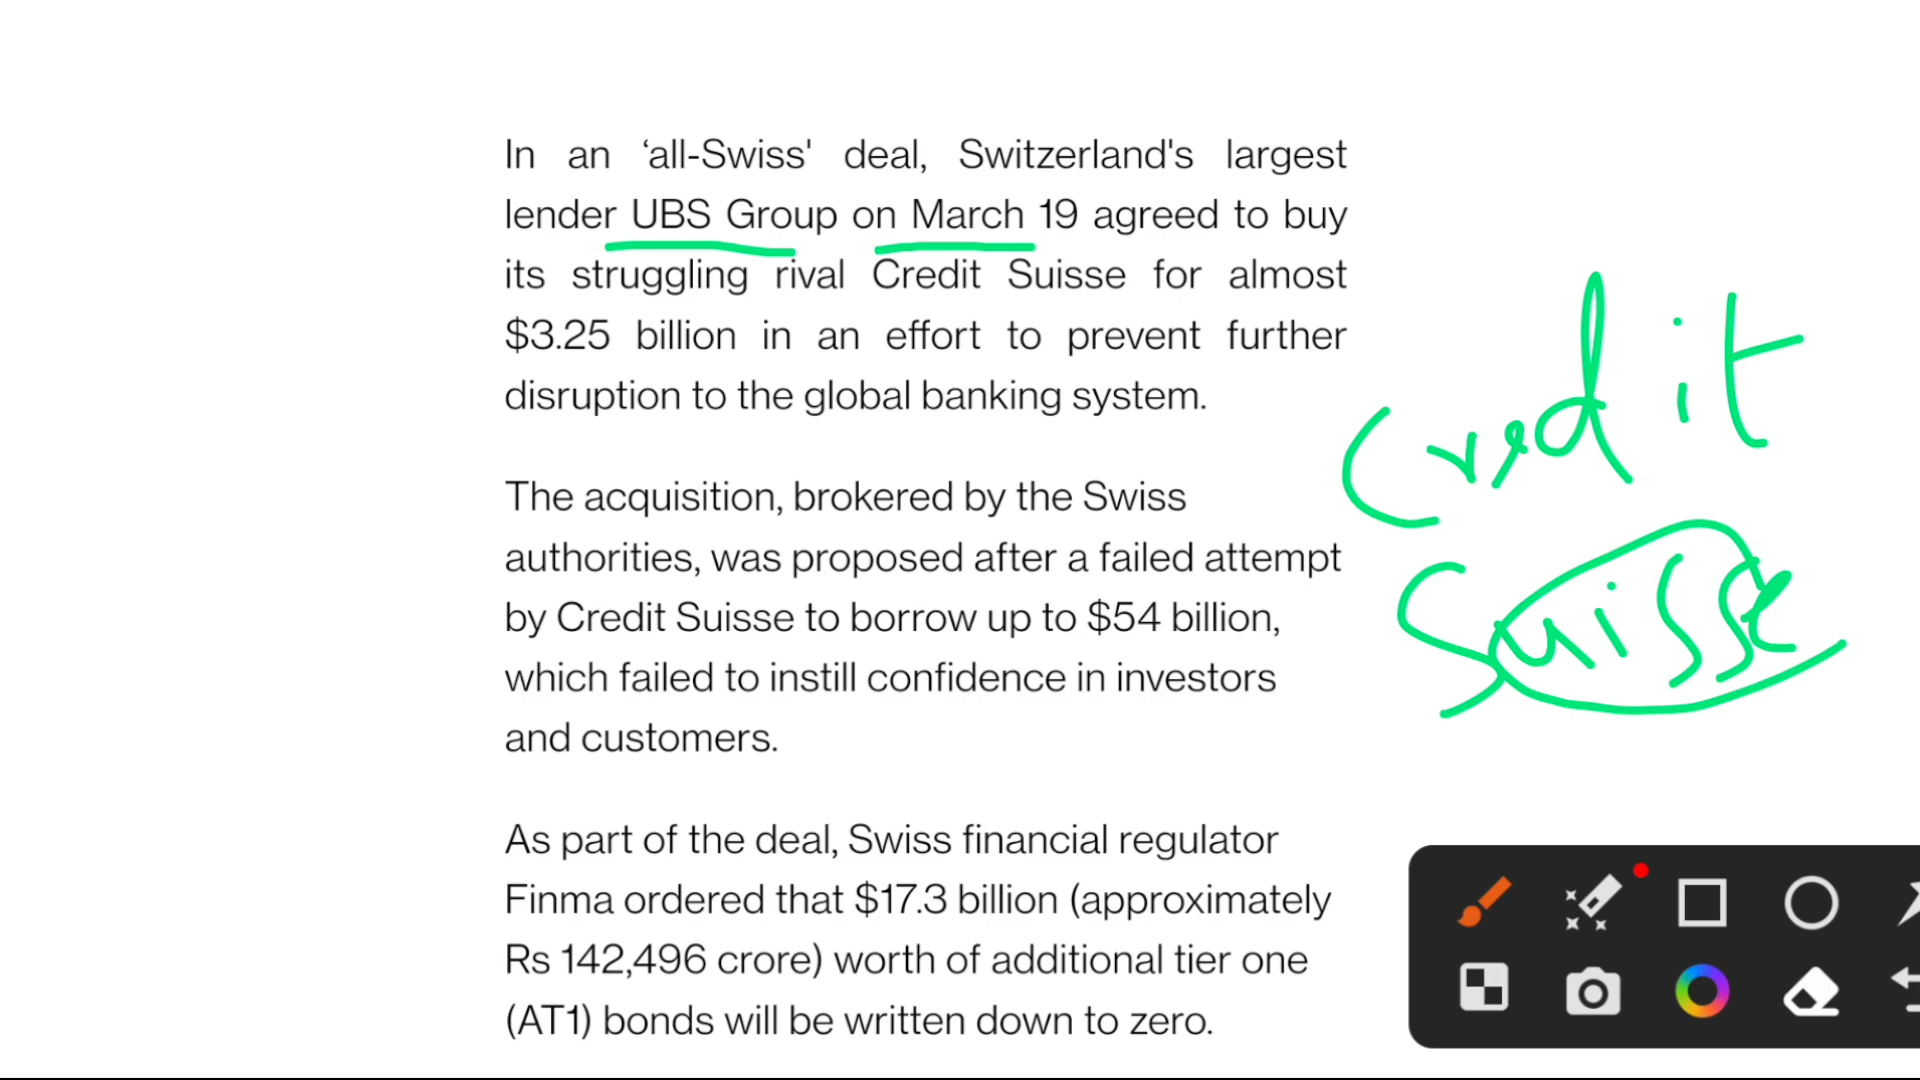 In an ‘all-Swiss' deal, Switzerland's largest
lender UBS Group on March 19 agreed to buy
its struggling rival Credit Suisse for almost
$3.25 billion in an effort to prevent further
disruption to the global banking system.
The acquisition, brokered by the Swiss
authorities, was proposed after a failed attempt
by Credit Suisse to borrow up to $54 billion,
which failed to instill confidence in investors
and customers.
As part of the deal, Swiss financial regulator
Finma ordered that $17.3 billion (approximately
Rs 142,496 crore) worth of additional tier one
(AT1) bonds will be written down to zero.
Credit
Suisse